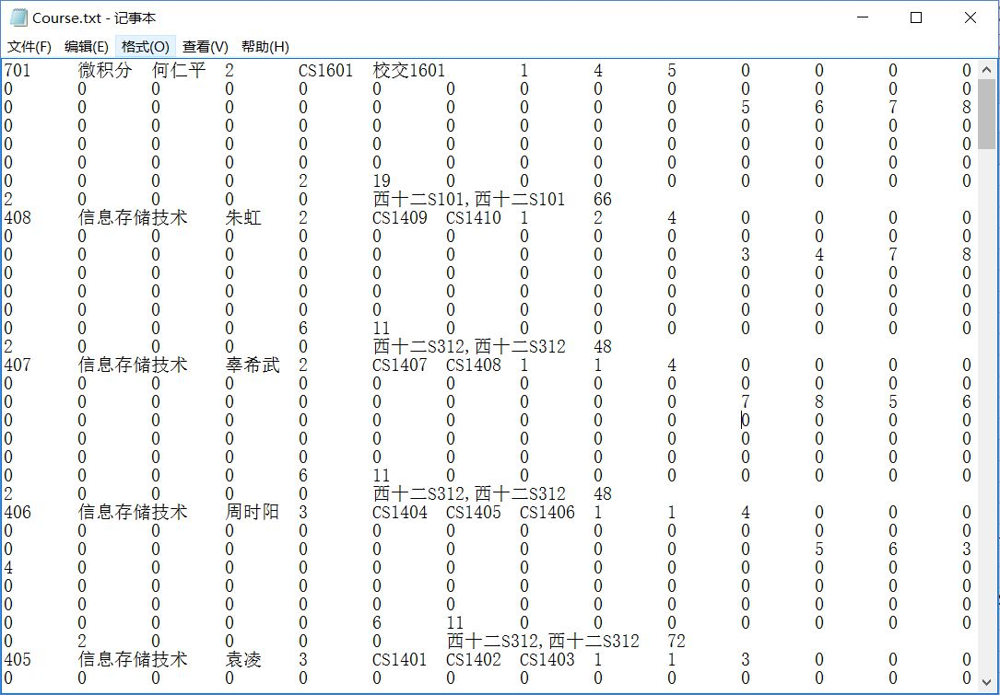 Course.txt - 记事本
文件(F) 编辑(E) 格式(O) 查看(V) 帮助(H)
701 微积分 何仁平 2 CS1601 校交1601 1 4 5 0 0 0 0
0 0 0 0 0 0 0 0 0 0 0 0 0 0
0 0 0 0 0 0 0 0 0 0 5 6 7 8
0 0 0 0 0 0 0 0 0 0 0 0 0 0
0 0 0 0 0 0 0 0 0 0 0 0 0 0
0 0 0 0 0 0 0 0 0 0 0 0 0 0
0 0 0 0 2 19 0 0 0 0 0 0 0 0
2 0 0 0 0 西十二S101,西十二S101 66
408 信息存储技术 朱虹 2 CS1409 CS1410 1 2 4 0 0 0 0
0 0 0 0 0 0 0 0 0 0 0 0 0 0
0 0 0 0 0 0 0 0 0 0 3 4 7 8
0 0 0 0 0 0 0 0 0 0 0 0 0 0
0 0 0 0 0 0 0 0 0 0 0 0 0 0
0 0 0 0 0 0 0 0 0 0 0 0 0 0
0 0 0 0 6 11 0 0 0 0 0 0 0 0
2 0 0 0 0 西十二S312,西十二S312 48
407 信息存储技术 辜希武 2 CS1407 CS1408 1 1 4 0 0 0 0
0 0 0 0 0 0 0 0 0 0 0 0 0 0
0 0 0 0 0 0 0 0 0 0 7 8 5 6
0 0 0 0 0 0 0 0 0 0 0 0 0 0
0 0 0 0 0 0 0 0 0 0 0 0 0 0
0 0 0 0 0 0 0 0 0 0 0 0 0 0
0 0 0 0 6 11 0 0 0 0 0 0 0 0
2 0 0 0 0 西十二S312,西十二S312 48
406 信息存储技术 周时阳 3 CS1404 CS1405 CS1406 1 1 4 0 0 0
0 0 0 0 0 0 0 0 0 0 0 0 0 0
0 0 0 0 0 0 0 0 0 0 0 5 6 3
4 0 0 0 0 0 0 0 0 0 0 0 0 0
0 0 0 0 0 0 0 0 0 0 0 0 0 0
0 0 0 0 0 0 0 0 0 0 0 0 0 0
0 0 0 0 0 6 11 0 0 0 0 0 0 0
0 2 0 0 0 0 西十二S312,西十二S312 72
405 信息存储技术 袁凌 3 CS1401 CS1402 CS1403 1 1 3 0 0 0
0 0 0 0 0 0 0 0 0 0 0 0 0 0